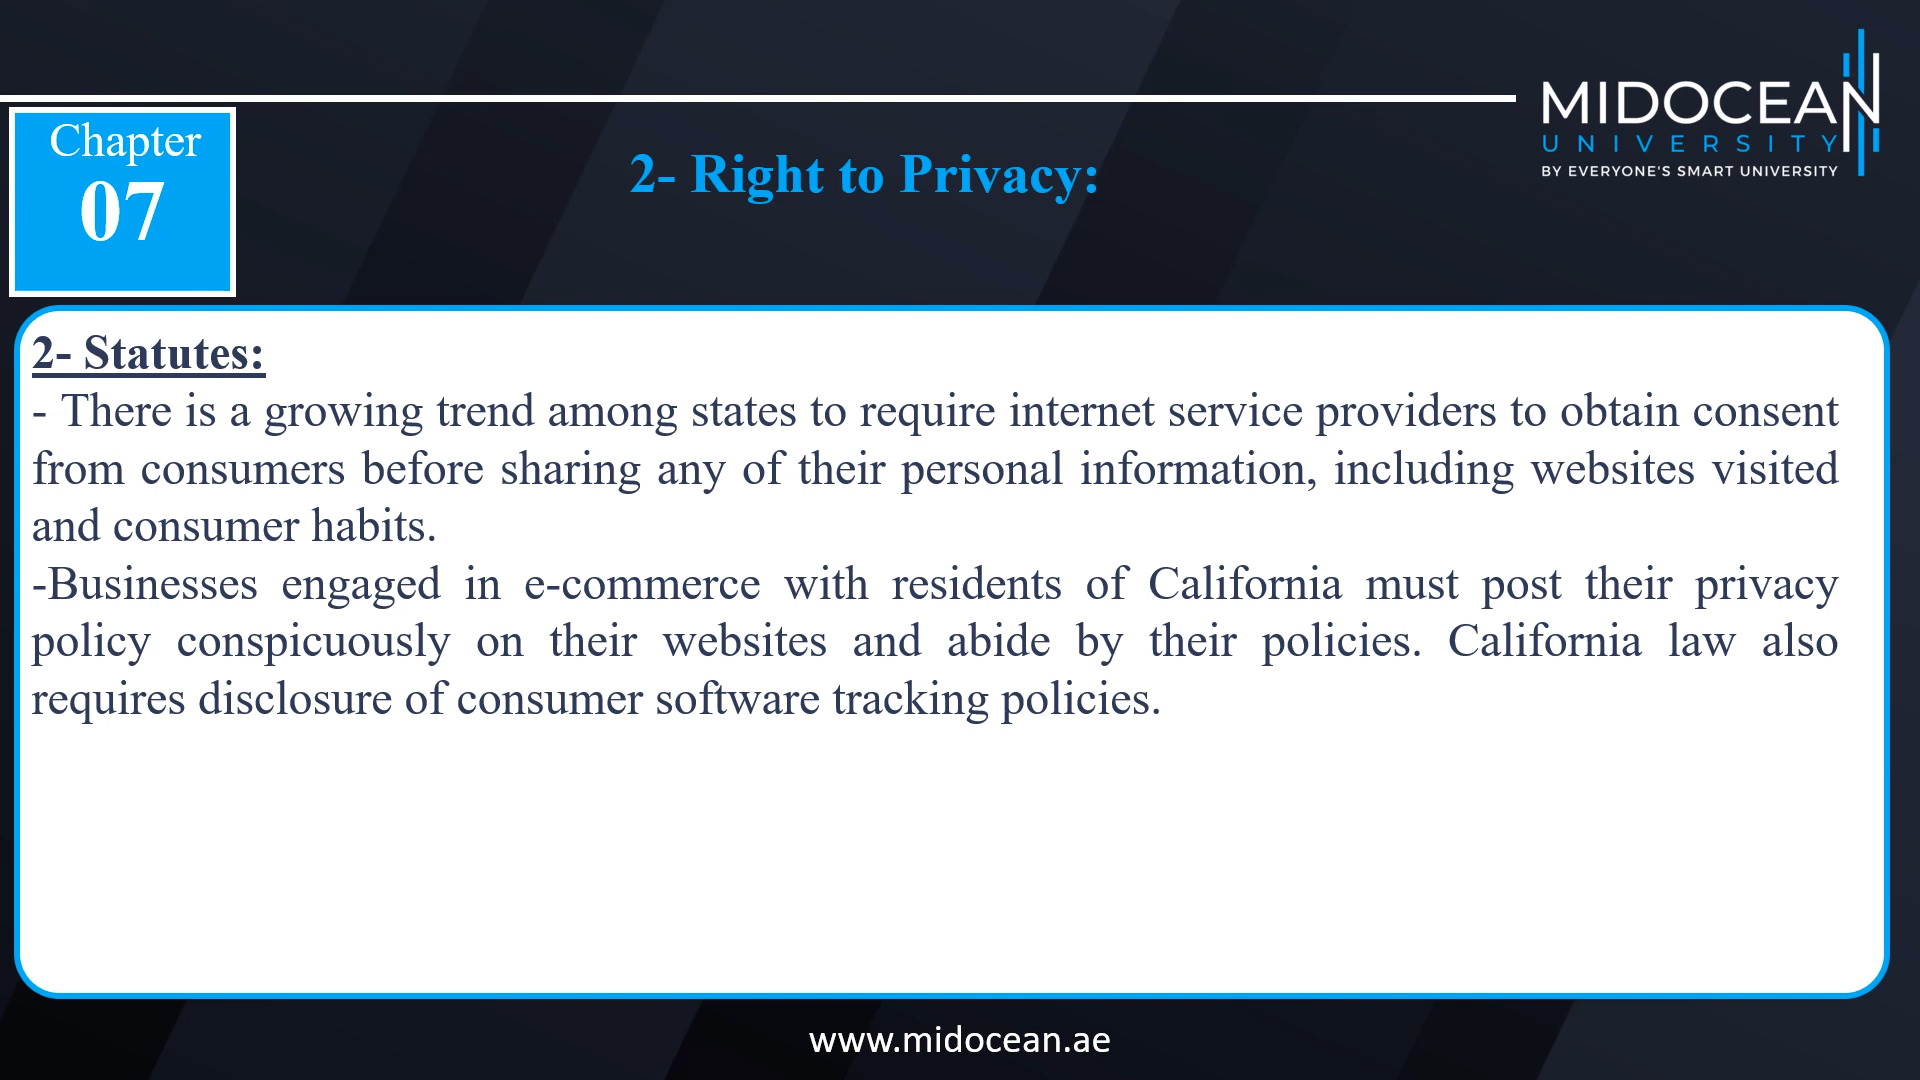 MIDOCEAN
UNIVERSITY
BY EVERYONE'S SMART UNIVERSITY
Chapter
07
2- Right to Privacy:
2- Statutes:
- There is a growing trend among states to require internet service providers to obtain consent
from consumers before sharing any of their personal information, including websites visited
and consumer habits.
-Businesses engaged in e-commerce with residents of California must post their privacy
policy conspicuously on their websites and abide by their policies. California law also
requires disclosure of consumer software tracking policies.
www.midocean.ae